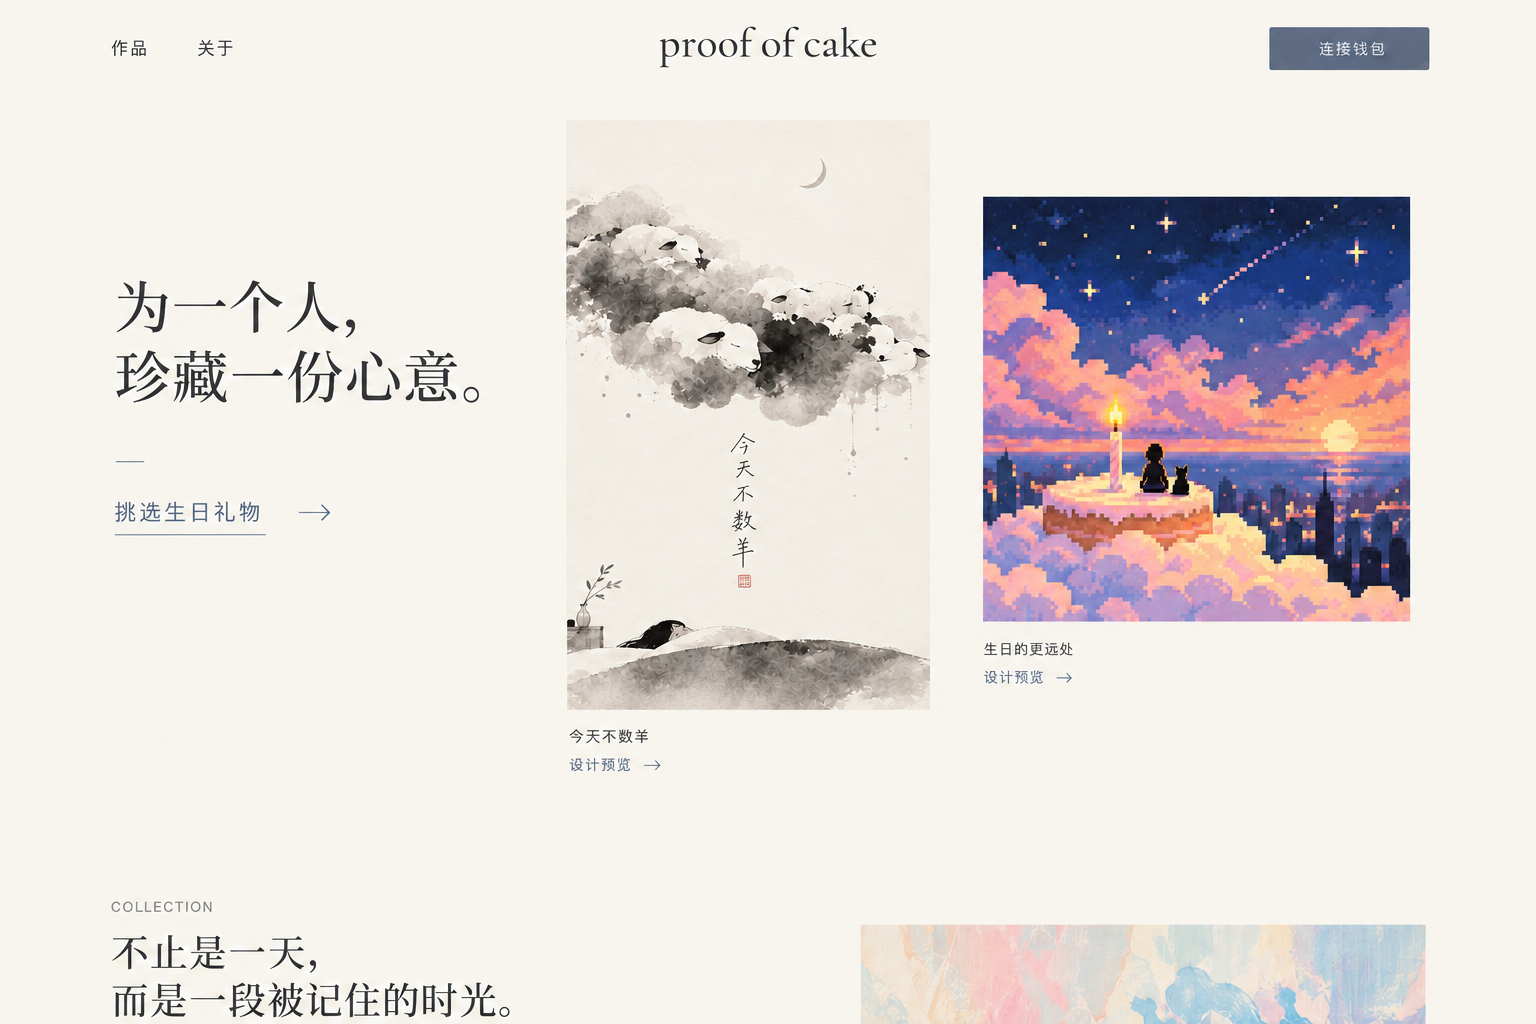 作品
关于
proof of cake
连接钱包
为一个人，
珍藏一份心意。
挑选生日礼物
今天不数羊
今天不数羊
设计预览
生日的更远处
设计预览
COLLECTION
不止是一天，
而是一段被记住的时光。